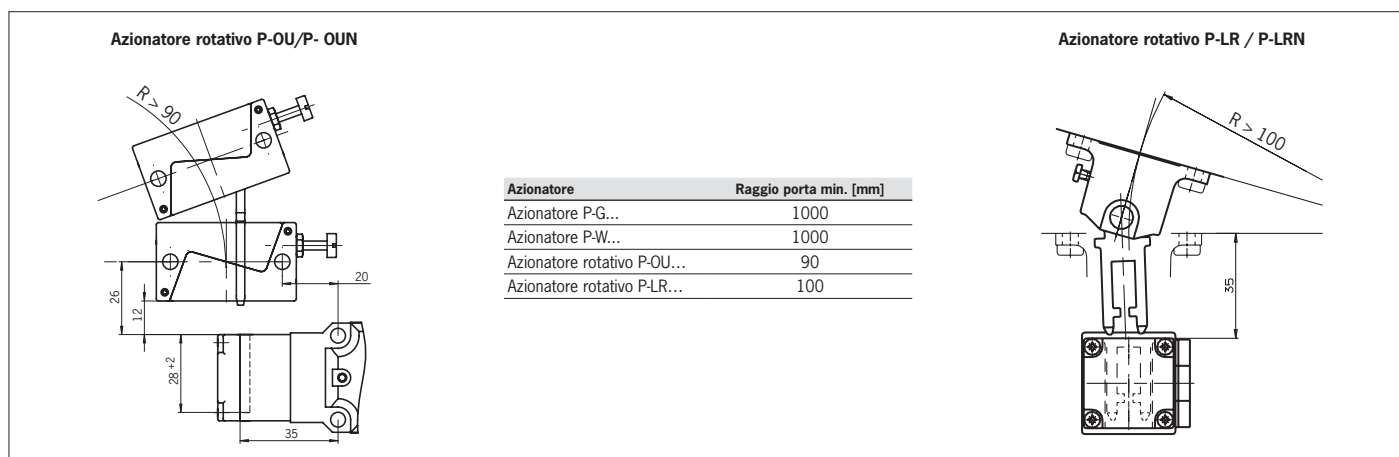 Azionatore rotativo P-OU/P- OUN
R > 90
20
26
12
28 +2
35
Azionatore Raggio porta min. [mm]
Azionatore P-G... 1000
Azionatore P-W... 1000
Azionatore rotativo P-OU... 90
Azionatore rotativo P-LR... 100
Azionatore rotativo P-LR / P-LRN
R > 100
35